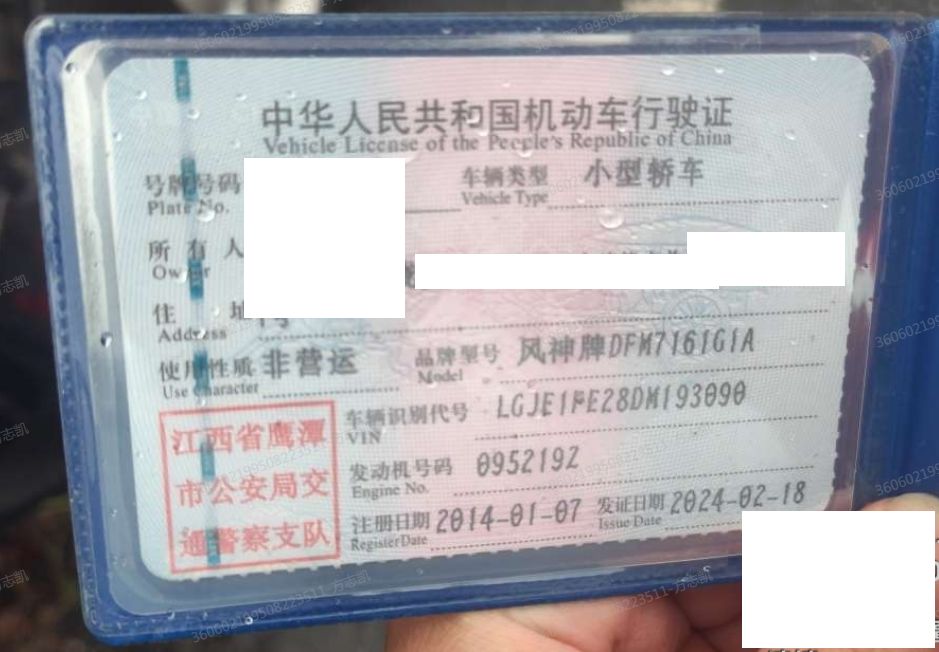 中华人民共和国机动车行驶证
Vehicle License of the People's Republic of China
号牌号码
Plate No.
车辆类型 小型轿车
Vehicle Type
所有人
Owner
住 址
Address
使用性质 非营运
Use Character
品牌型号 风神牌DFM7161G1A
Model
车辆识别代号 LGJE1FE28DM193090
VIN
发动机号码 0952192
Engine No.
注册日期 2014-01-07
Register Date
发证日期 2024-02-18
Issue Date
江西省鹰潭
市公安局交
通警察支队